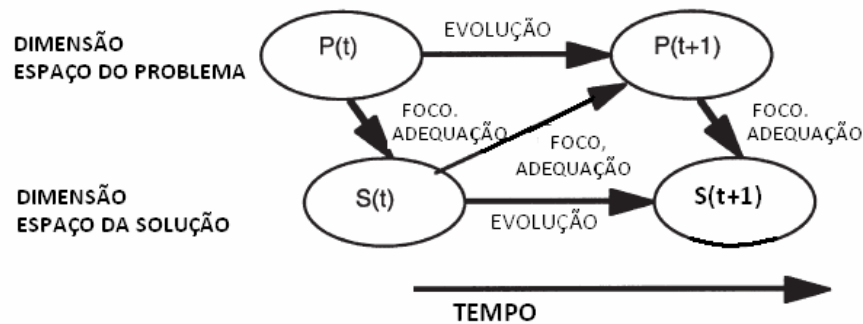 DIMENSÃO
ESPAÇO DO PROBLEMA
P(t)
EVOLUÇÃO
P(t+1)
FOCO.
ADEQUAÇÃO
FOCO,
ADEQUAÇÃO
FOCO.
ADEQUAÇÃO
DIMENSÃO
ESPAÇO DA SOLUÇÃO
S(t)
EVOLUÇÃO
S(t+1)
TEMPO